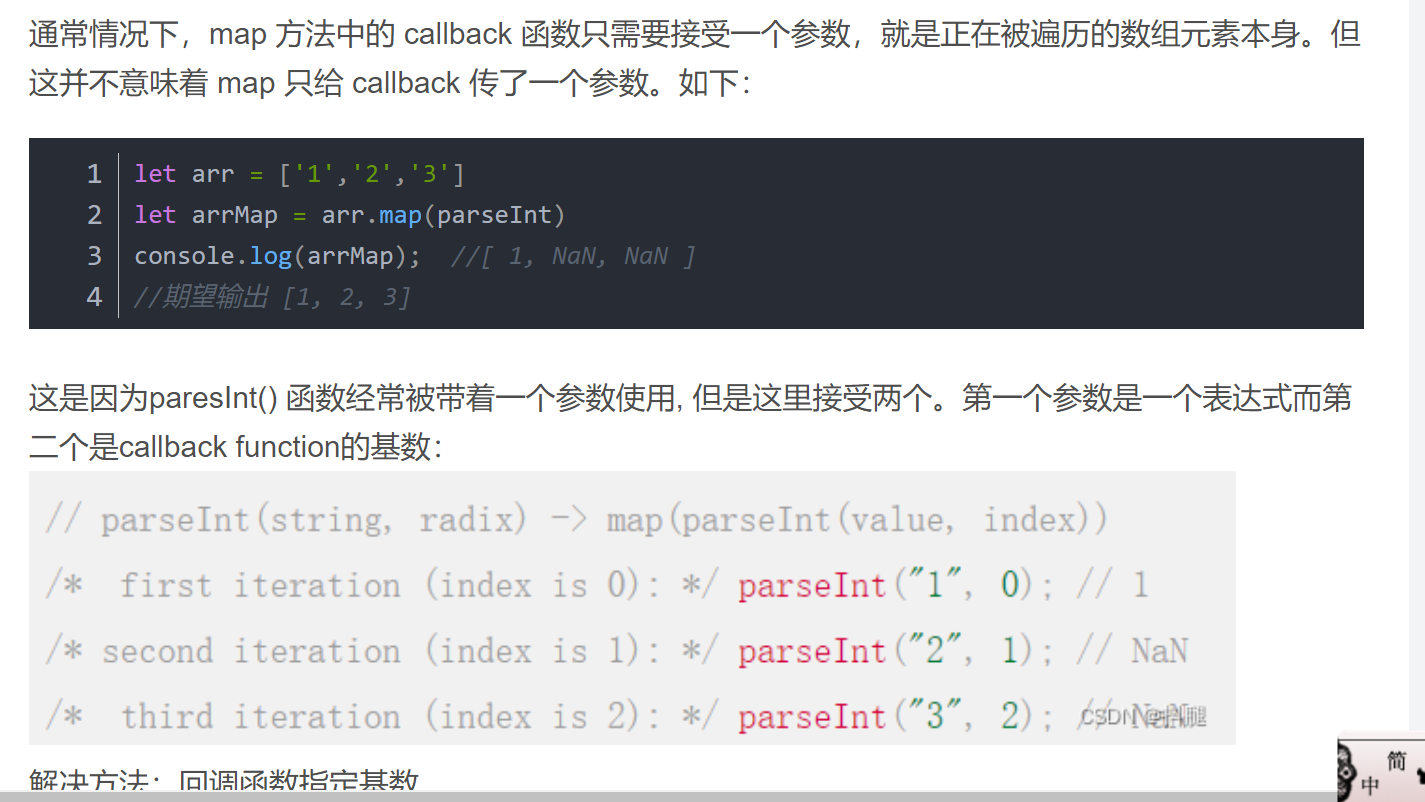 通常情况下，map 方法中的 callback 函数只需要接受一个参数，就是正在被遍历的数组元素本身。但
这并不意味着 map 只给 callback 传了一个参数。如下：
1 let arr = ['1','2','3']
2 let arrMap = arr.map(parseInt)
3 console.log(arrMap);  //[ 1, NaN, NaN ]
4 //期望输出 [1, 2, 3]
这是因为paresInt() 函数经常被带着一个参数使用, 但是这里接受两个。第一个参数是一个表达式而第
二个是callback function的基数：
// parseInt(string, radix) -> map(parseInt(value, index))
/*  first iteration (index is 0): */ parseInt("1", 0); // 1
/* second iteration (index is 1): */ parseInt("2", 1); // NaN
/*  third iteration (index is 2): */ parseInt("3", 2); // NaN
CSDN
解决方法：回调函数指定基数
简
中